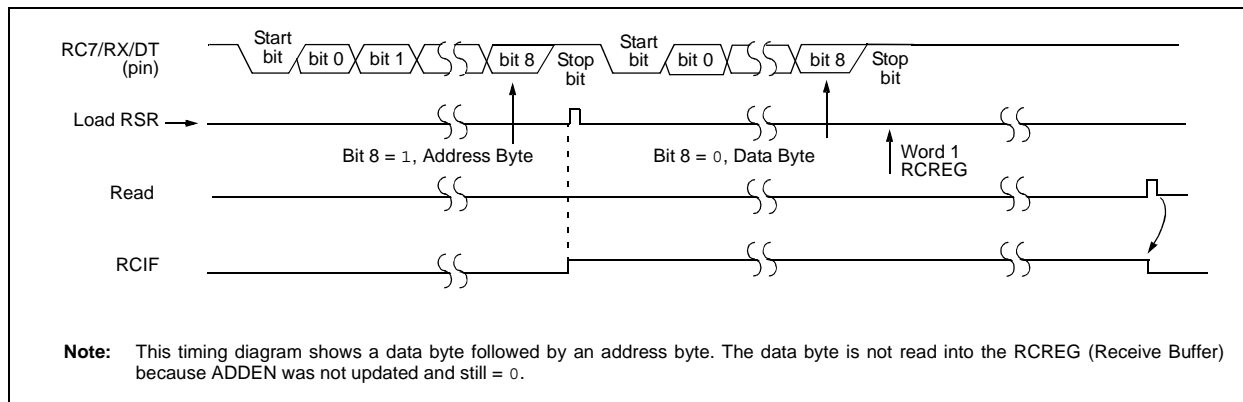 RC7/RX/DT
(pin)
Start
bit
bit 0
bit 1
bit 8
Stop
bit
Start
bit
bit 0
bit 8
Stop
bit
Load RSR
Bit 8 = 1, Address Byte
Bit 8 = 0, Data Byte
Word 1
RCREG
Read
RCIF
Note: This timing diagram shows a data byte followed by an address byte. The data byte is not read into the RCREG (Receive Buffer)
because ADDEN was not updated and still = 0.